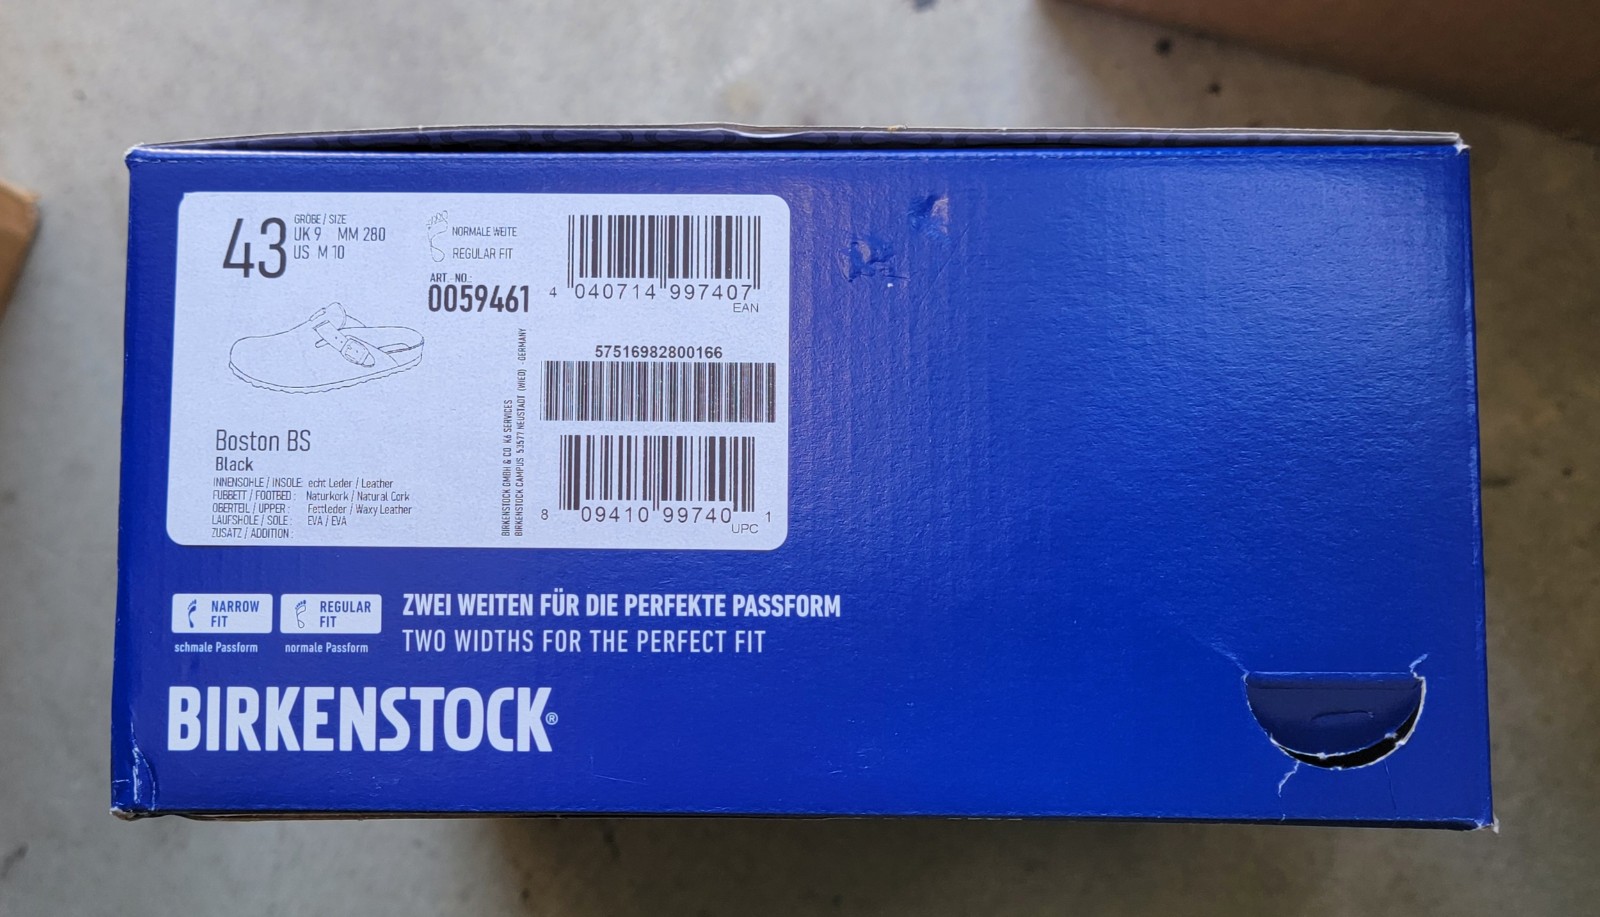 43
GRÖßE / SIZE
UK 9 MM 280
US M 10
NORMALE WEITE
REGULAR FIT
ART.-NO.:
0059461
4 040714 997407
EAN
57516982800166
8 09410 99740 1
UPC
BIRKENSTOCK GMBH & CO. KG SERVICES
BIRKENSTOCK CAMPUS 53577 NEUSTADT (WIED) - GERMANY
Boston BS
Black
INNENSOHLE / INSOLE: echt Leder / Leather
FUßBETT / FOOTBED: Naturkork / Natural Cork
OBERTEIL / UPPER: Fettleder / Waxy Leather
LAUFSOHLE / SOLE: EVA / EVA
ZUSATZ / ADDITION:
NARROW
FIT
schmale Passform
REGULAR
FIT
normale Passform
ZWEI WEITEN FÜR DIE PERFEKTE PASSFORM
TWO WIDTHS FOR THE PERFECT FIT
BIRKENSTOCK®